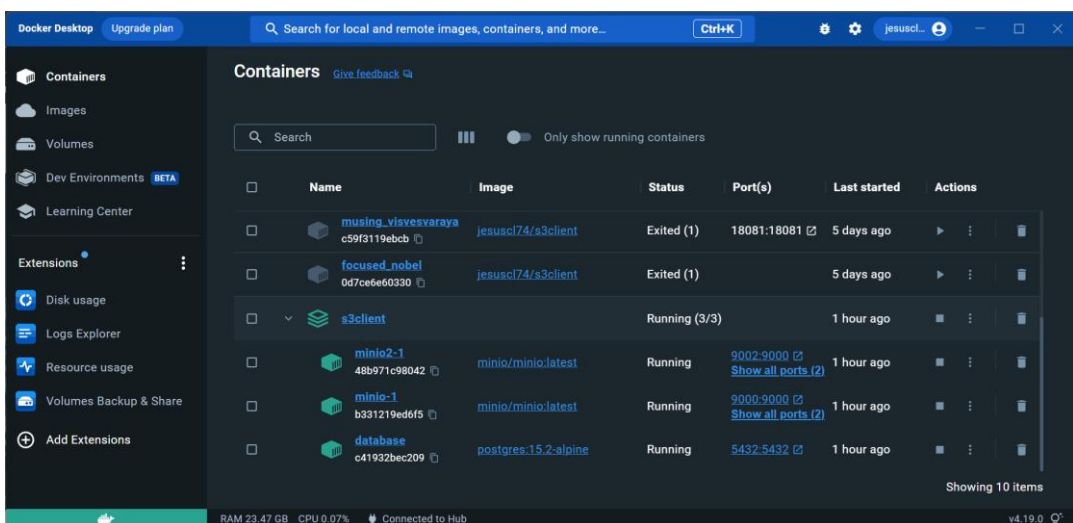 Docker Desktop Upgrade plan Search for local and remote images, containers, and more... Ctrl+K jesuscl...
Containers
Images
Volumes
Dev Environments BETA
Learning Center
Extensions
Disk usage
Logs Explorer
Resource usage
Volumes Backup & Share
Add Extensions
Containers Give feedback
Search Only show running containers
Name Image Status Port(s) Last started Actions
musing_visvesvaraya
c59f3119ebcb
jesuscl74/s3client Exited (1) 18081:18081 5 days ago
focused_nobel
0d7ce6e60330
jesuscl74/s3client Exited (1) 5 days ago
s3client Running (3/3) 1 hour ago
minio2-1
48b971c98042
minio/minio:latest Running
9002:9000
Show all ports (2)
1 hour ago
minio-1
b331219ed6f5
minio/minio:latest Running
9000:9000
Show all ports (2)
1 hour ago
database
c41932bec209
postgres:15.2-alpine Running 5432:5432 1 hour ago
Showing 10 items
RAM 23.47 GB CPU 0.07% Connected to Hub v4.19.0